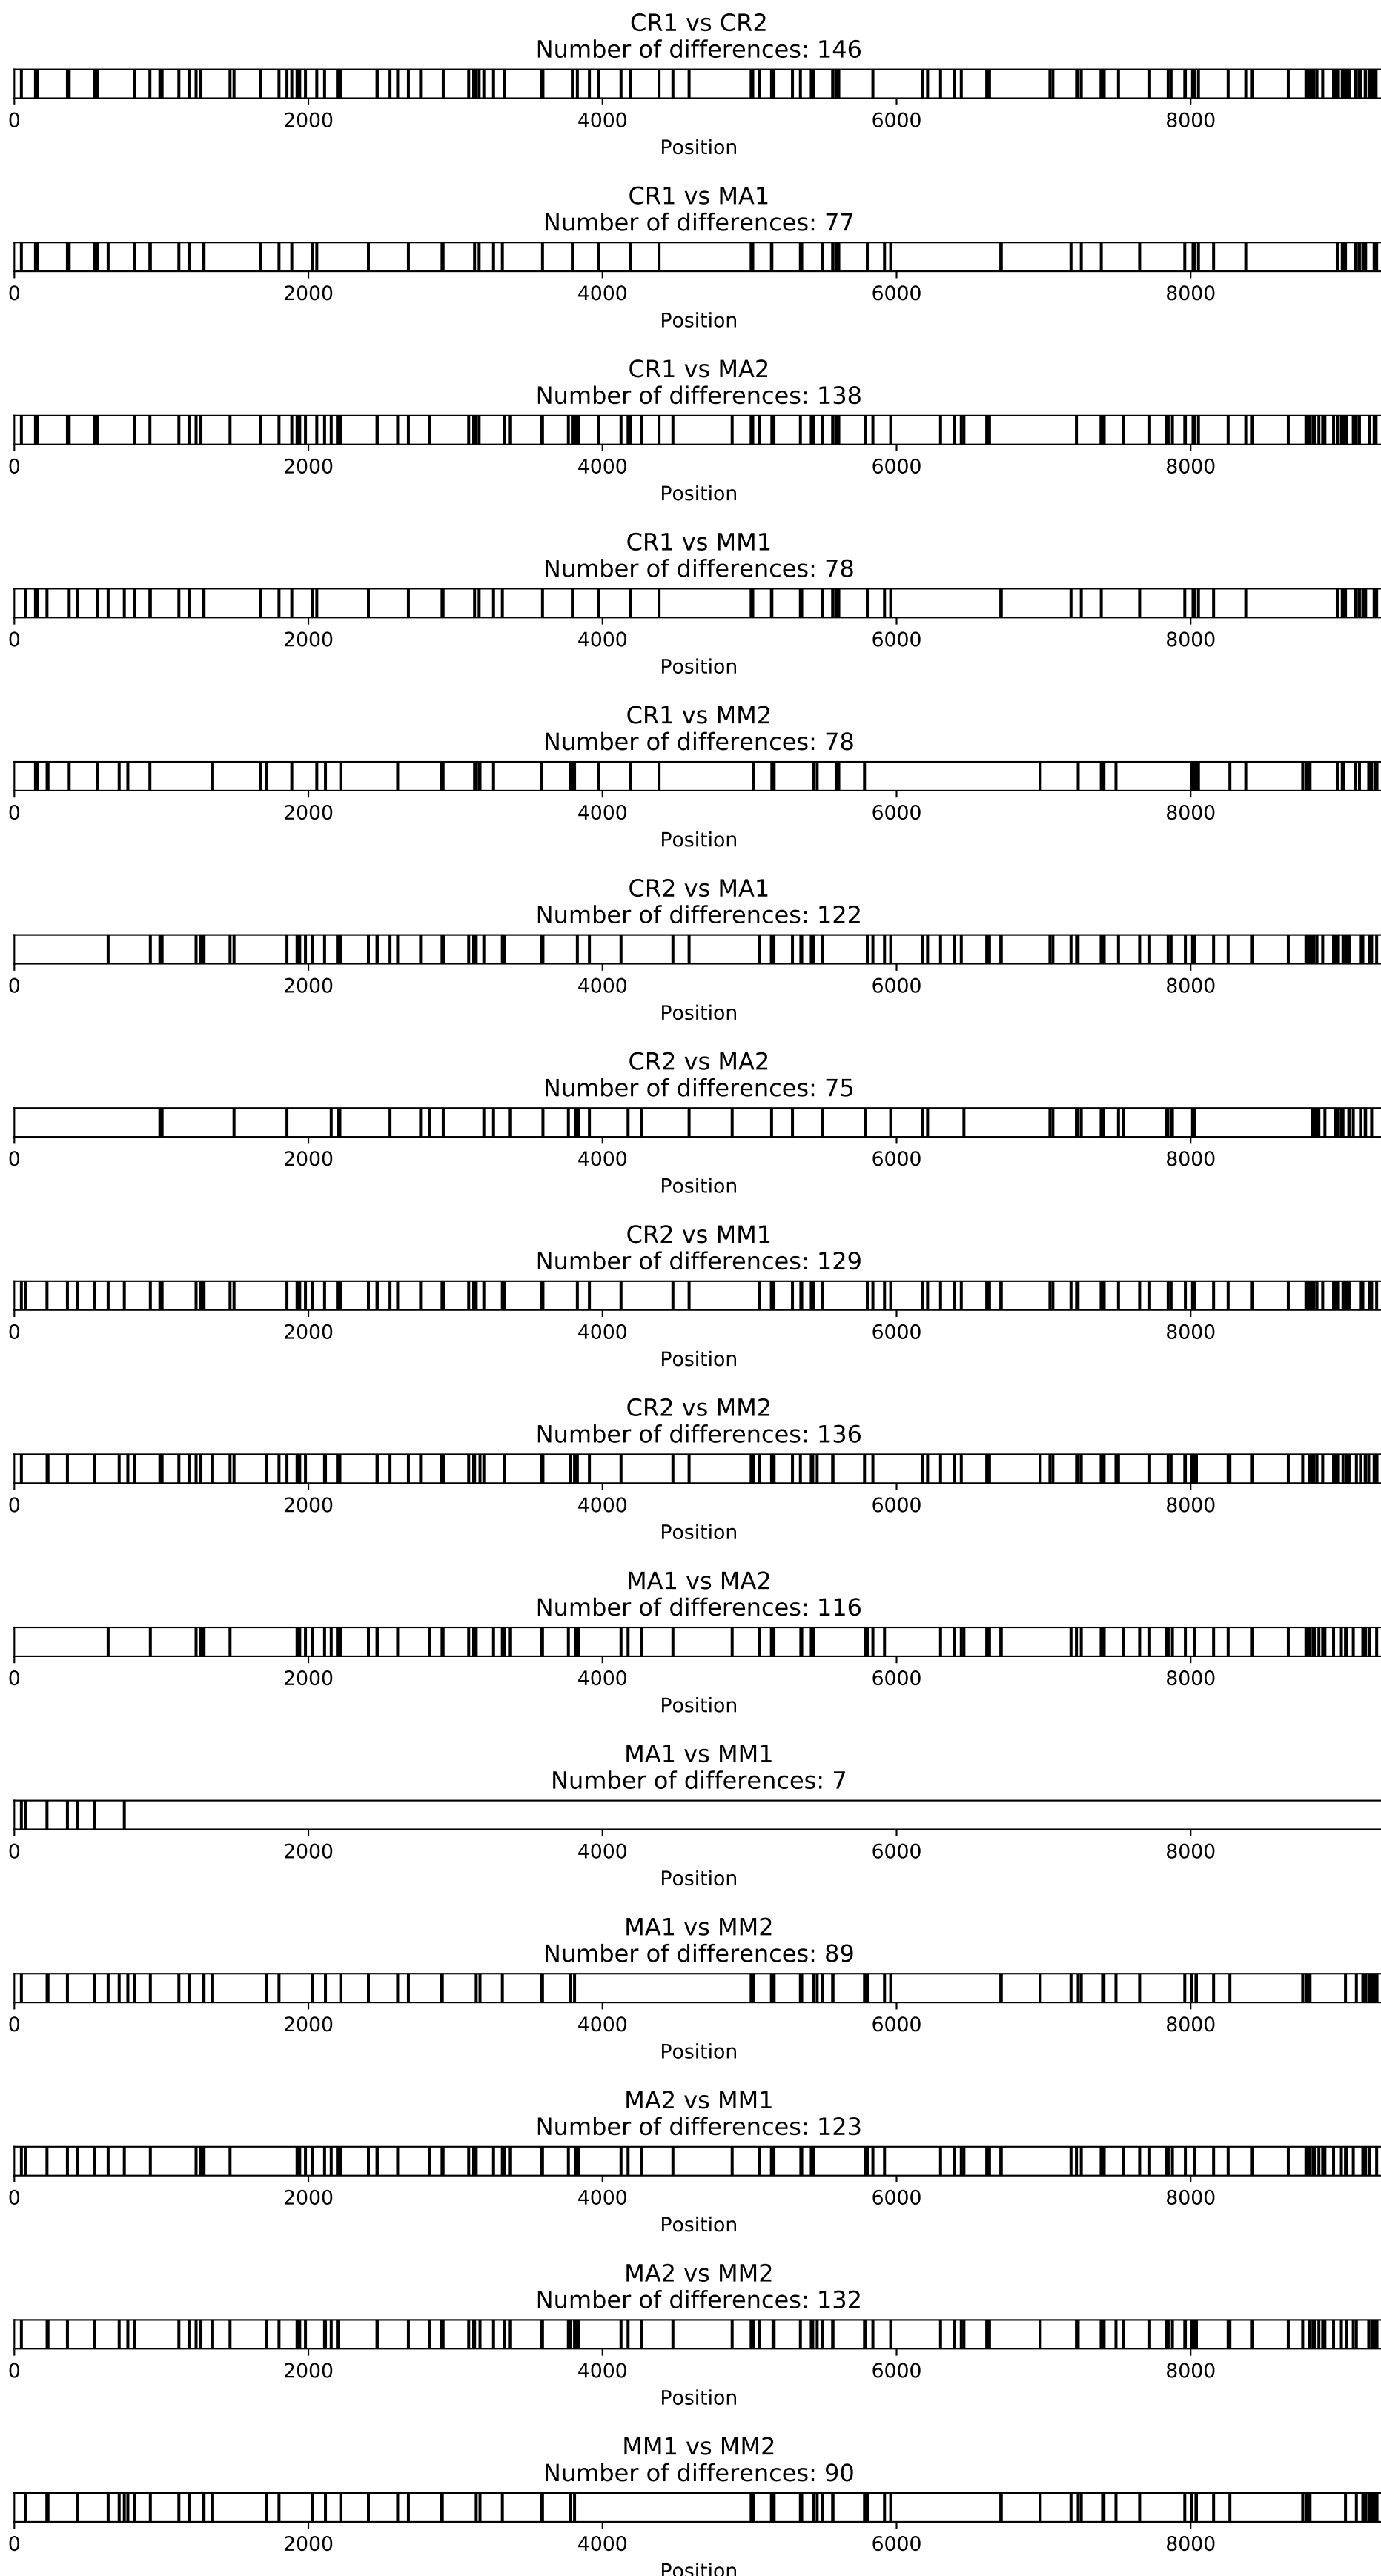 CR1 vs CR2
Number of differences: 146
0 2000 4000 6000 8000
Position
CR1 vs MA1
Number of differences: 77
0 2000 4000 6000 8000
Position
CR1 vs MA2
Number of differences: 138
0 2000 4000 6000 8000
Position
CR1 vs MM1
Number of differences: 78
0 2000 4000 6000 8000
Position
CR1 vs MM2
Number of differences: 78
0 2000 4000 6000 8000
Position
CR2 vs MA1
Number of differences: 122
0 2000 4000 6000 8000
Position
CR2 vs MA2
Number of differences: 75
0 2000 4000 6000 8000
Position
CR2 vs MM1
Number of differences: 129
0 2000 4000 6000 8000
Position
CR2 vs MM2
Number of differences: 136
0 2000 4000 6000 8000
Position
MA1 vs MA2
Number of differences: 116
0 2000 4000 6000 8000
Position
MA1 vs MM1
Number of differences: 7
0 2000 4000 6000 8000
Position
MA1 vs MM2
Number of differences: 89
0 2000 4000 6000 8000
Position
MA2 vs MM1
Number of differences: 123
0 2000 4000 6000 8000
Position
MA2 vs MM2
Number of differences: 132
0 2000 4000 6000 8000
Position
MM1 vs MM2
Number of differences: 90
0 2000 4000 6000 8000
Position